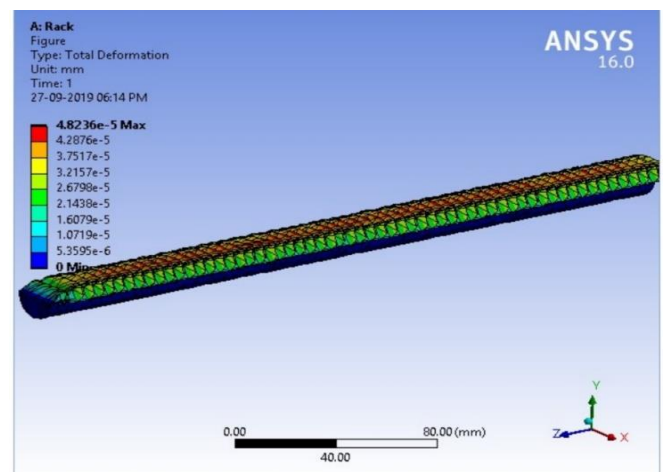 A: Rack
Figure
Type: Total Deformation
Unit: mm
Time: 1
27-09-2019 06:14 PM
ANSYS
16.0
4.8236e-5 Max
4.2876e-5
3.7517e-5
3.2157e-5
2.6798e-5
2.1438e-5
1.6079e-5
1.0719e-5
5.3595e-6
0 Min
0.00
80.00 (mm)
40.00
Y
Z
X